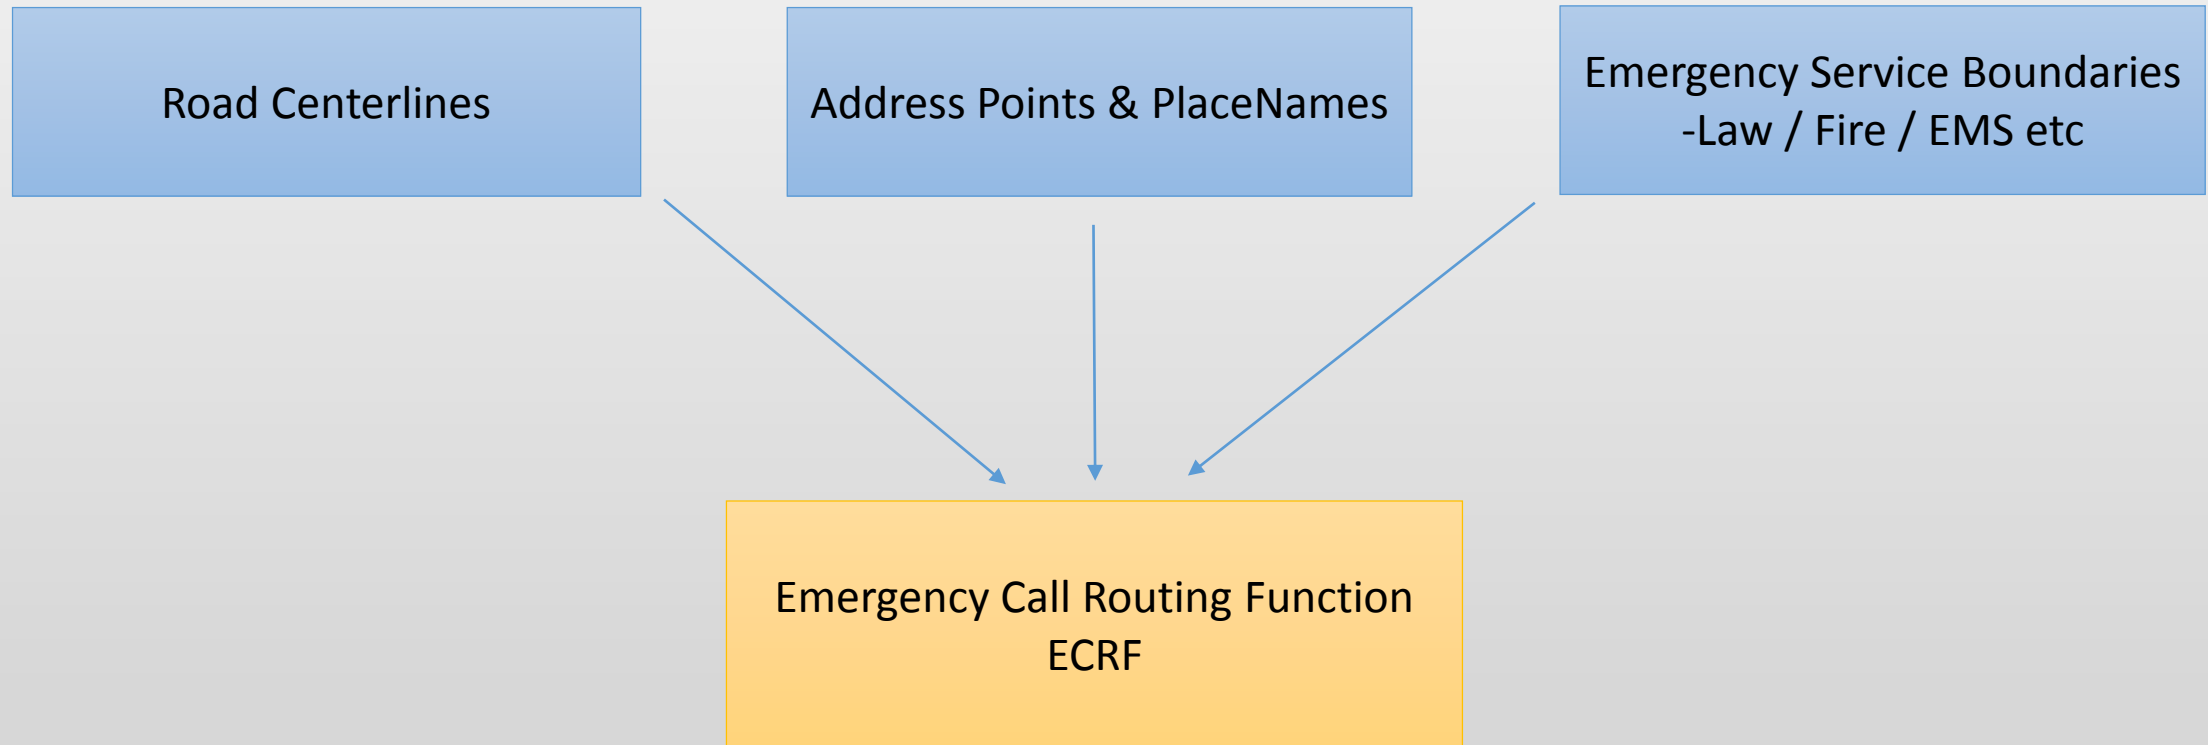 Road Centerlines
Address Points & PlaceNames
Emergency Service Boundaries
-Law / Fire / EMS etc
Emergency Call Routing Function
ECRF